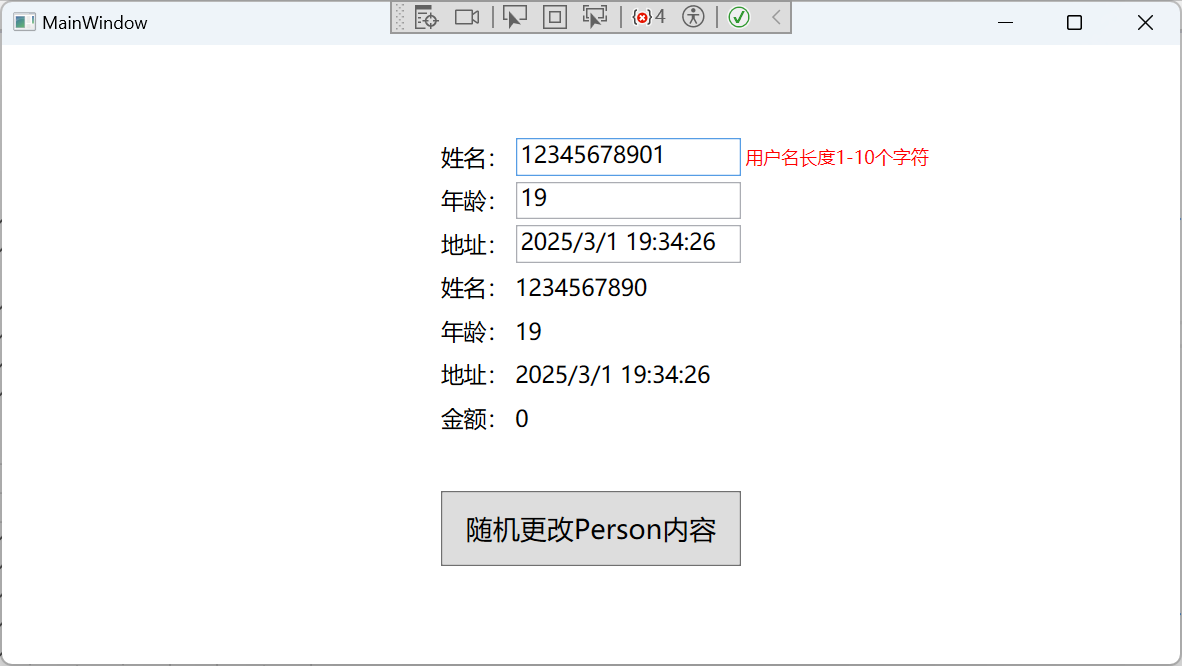 MainWindow
4
姓名： 12345678901 用户名长度1-10个字符
年龄： 19
地址： 2025/3/1 19:34:26
姓名： 1234567890
年龄： 19
地址： 2025/3/1 19:34:26
金额： 0
随机更改Person内容